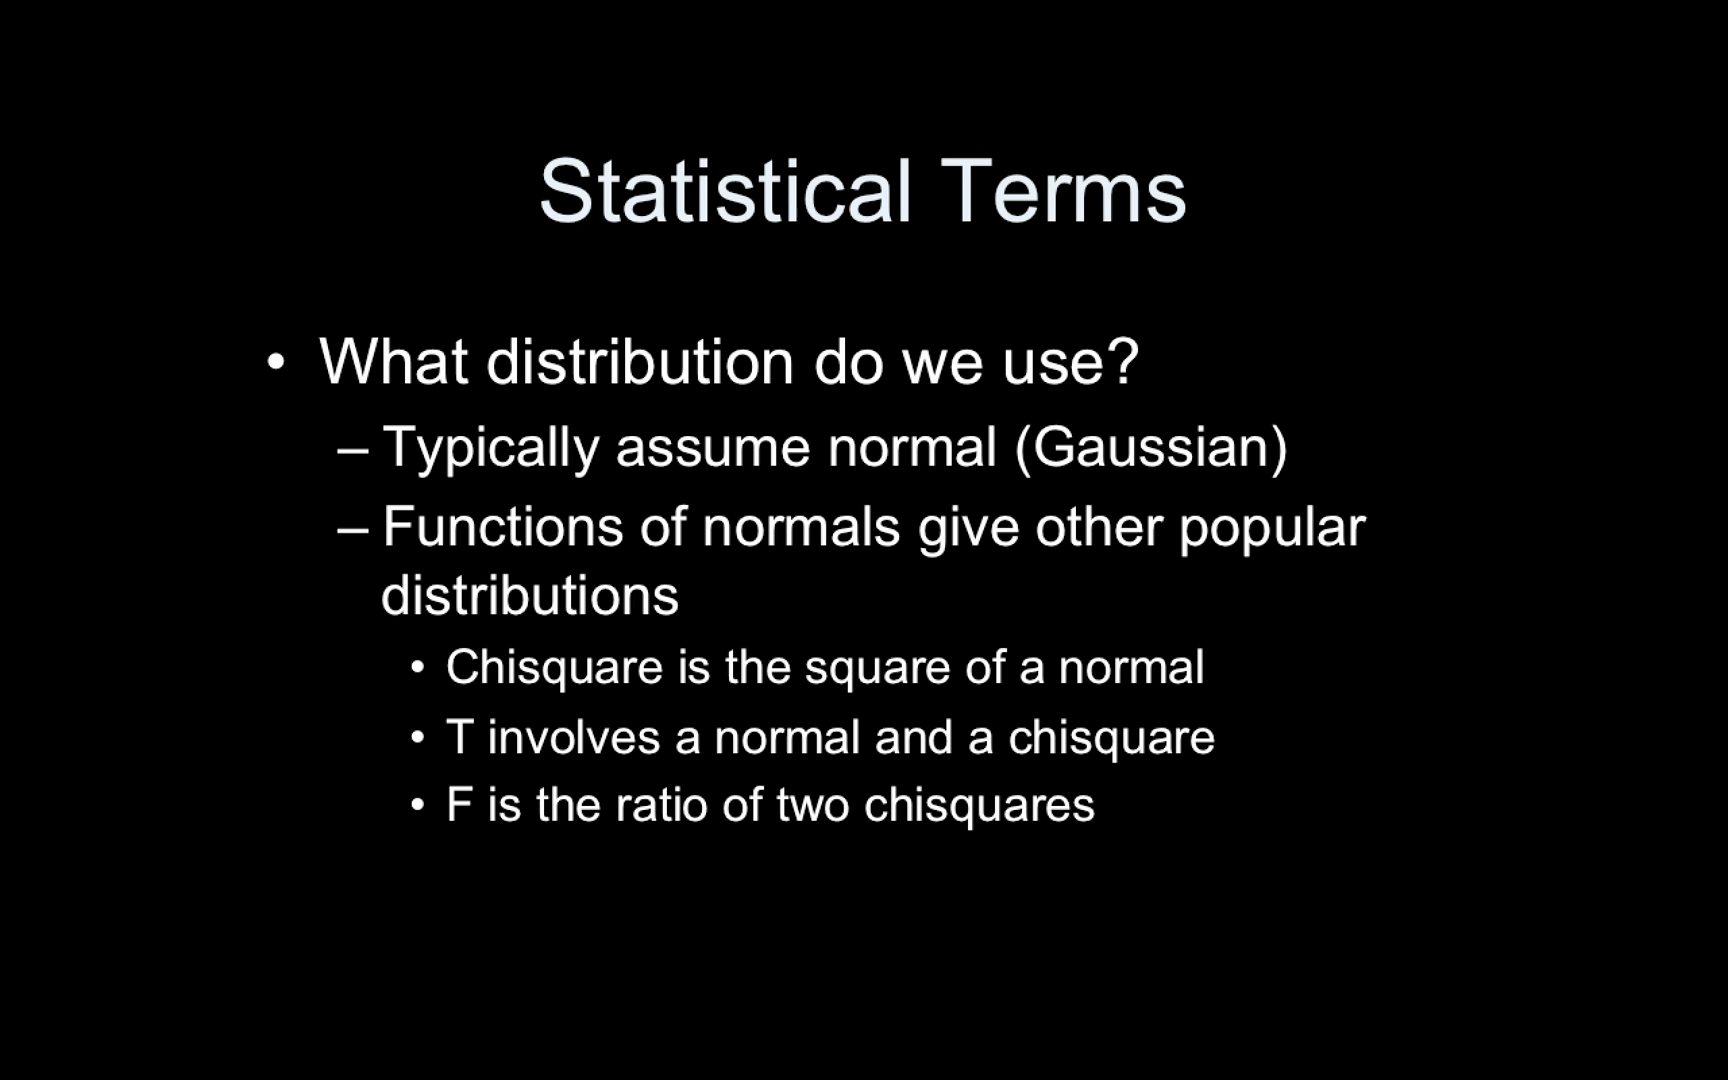 Statistical Terms
• What distribution do we use?
– Typically assume normal (Gaussian)
– Functions of normals give other popular
distributions
• Chisquare is the square of a normal
• T involves a normal and a chisquare
• F is the ratio of two chisquares